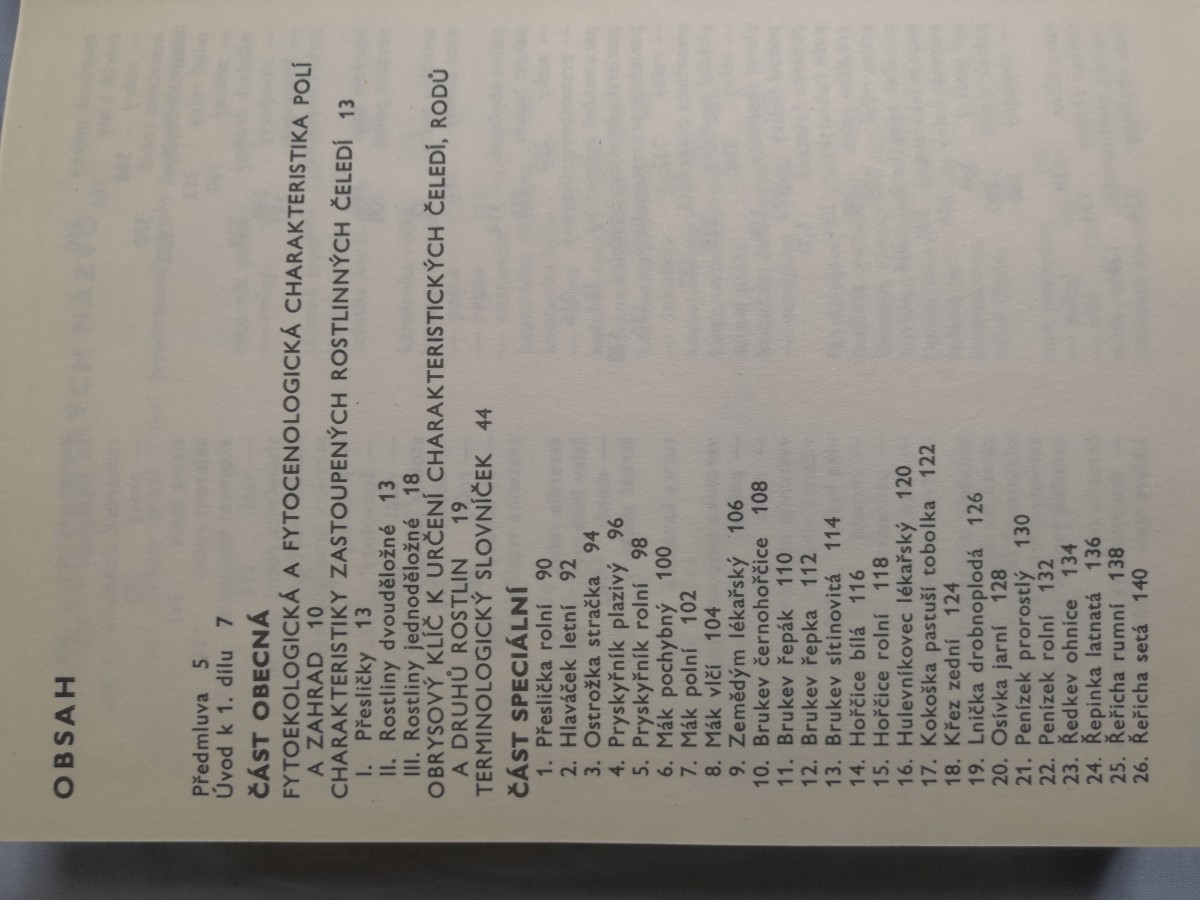 OBSAH
Předmluva 5
Úvod k 1. dílu 7
ČÁST OBECNÁ
FYTOEKOLOGICKÁ A FYTOCENOLOGICKÁ CHARAKTERISTIKA POLÍ
A ZAHRAD 10
CHARAKTERISTIKY ZASTOUPENÝCH ROSTLINNÝCH ČELEDÍ 13
I. Přesličky 13
II. Rostliny dvouděložné 13
III. Rostliny jednoděložné 18
OBRYSOVÝ KLÍČ K URČENÍ CHARAKTERISTICKÝCH ČELEDÍ, RODŮ
A DRUHŮ ROSTLIN 19
TERMINOLOGICKÝ SLOVNÍČEK 44
ČÁST SPECIÁLNÍ
1. Přeslička rolní 90
2. Hlaváček letní 92
3. Ostrožka stračka 94
4. Pryskyřník plazivý 96
5. Pryskyřník rolní 98
6. Mák pochybný 100
7. Mák polní 102
8. Mák vlčí 104
9. Zemědým lékařský 106
10. Brukev černohořčice 108
11. Brukev řepák 110
12. Brukev řepka 112
13. Brukev sítinovitá 114
14. Hořčice bílá 116
15. Hořčice rolní 118
16. Hulevníkovec lékařský 120
17. Kokoška pastuší tobolka 122
18. Křez zední 124
19. Lnička drobnoplodá 126
20. Osívka jarní 128
21. Penízek prorostlý 130
22. Penízek rolní 132
23. Ředkev ohnice 134
24. Řepinka latnatá 136
25. Řeřicha rumní 138
26. Řeřicha setá 140